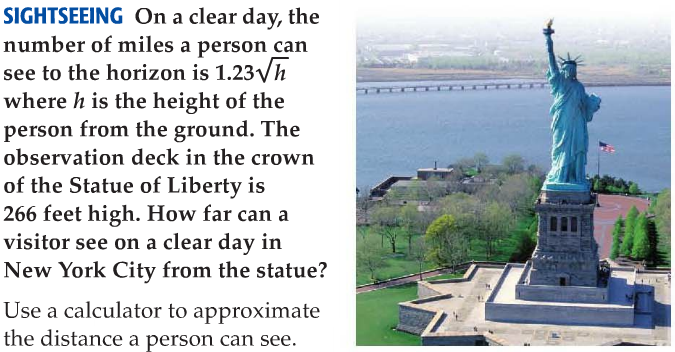 SIGHTSEEING On a clear day, the
number of miles a person can
see to the horizon is 1.23√h
where h is the height of the
person from the ground. The
observation deck in the crown
of the Statue of Liberty is
266 feet high. How far can a
visitor see on a clear day in
New York City from the statue?
Use a calculator to approximate
the distance a person can see.